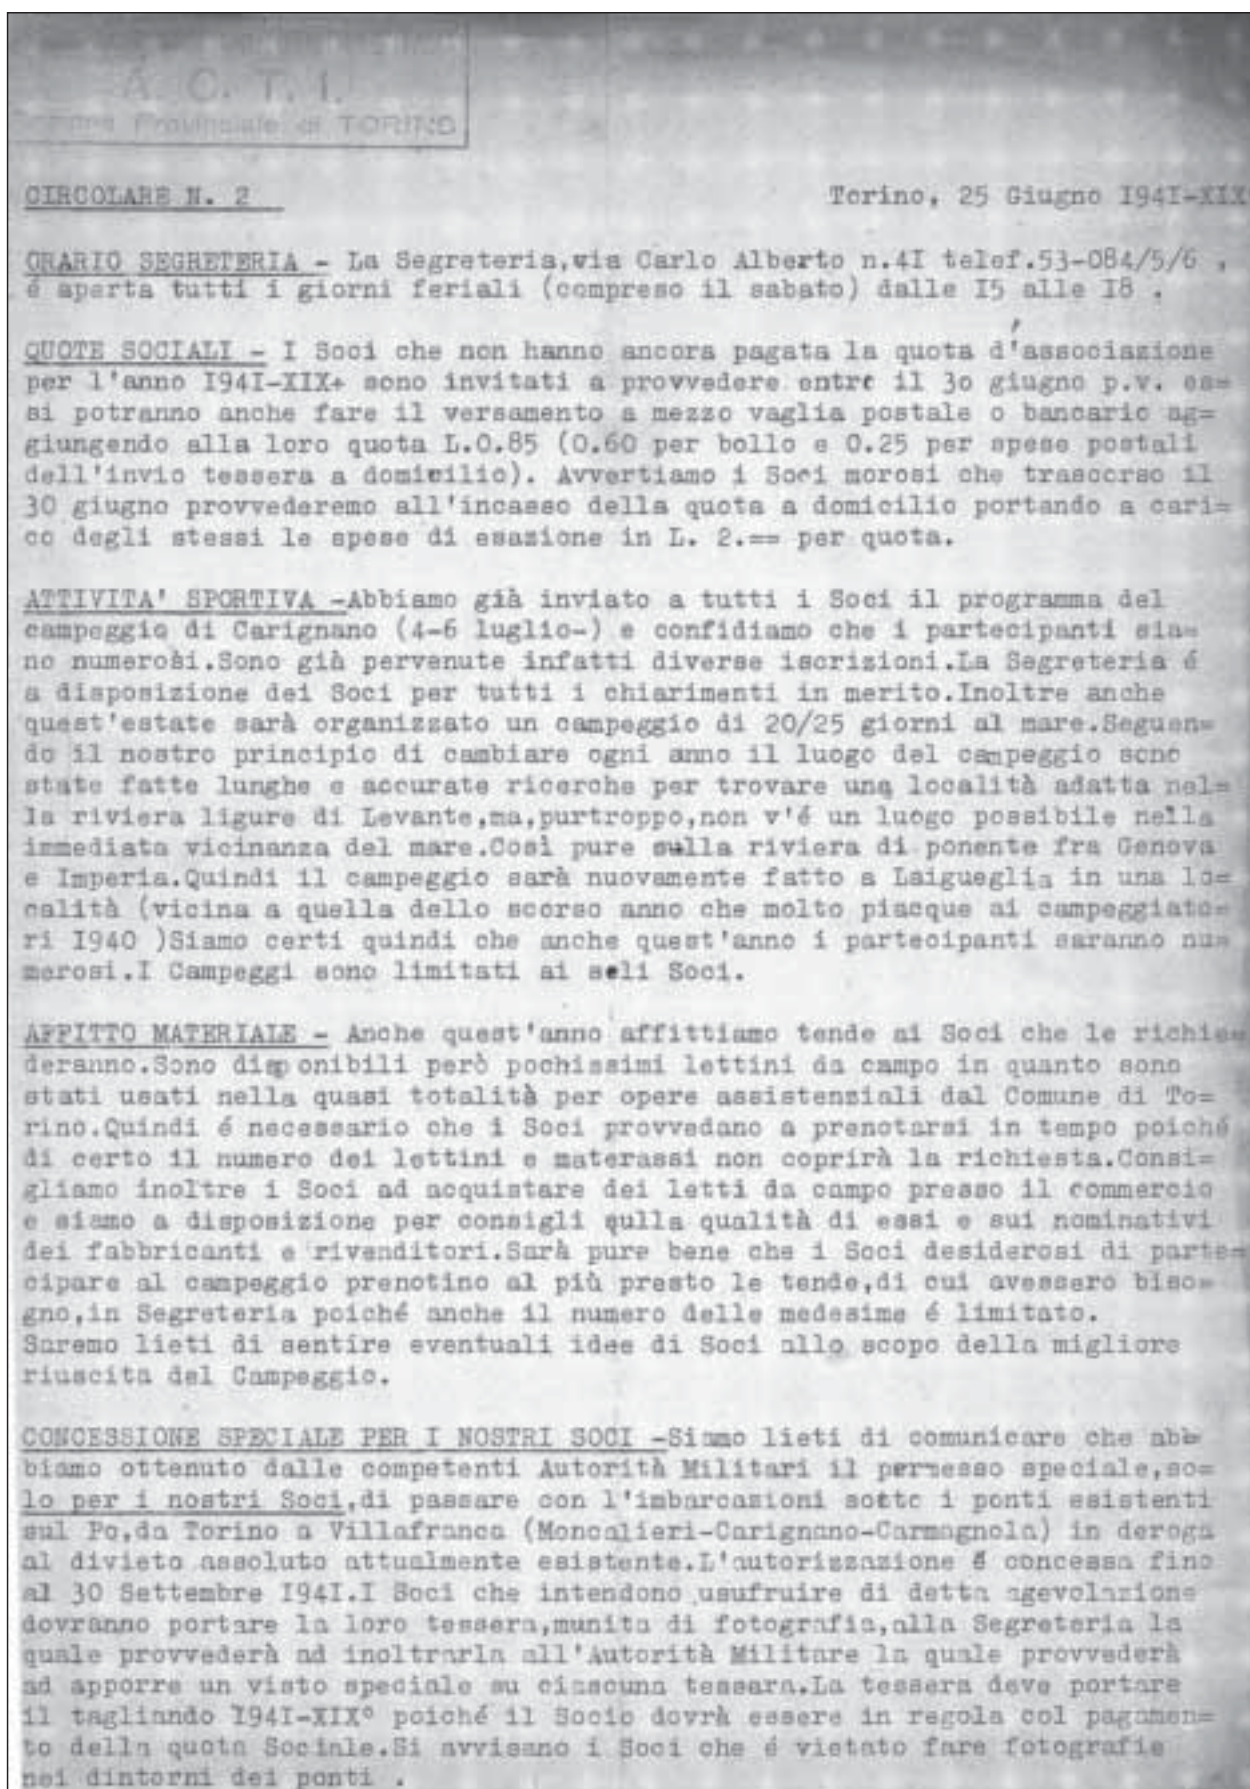 A. C. T. I.
Provinciale di TORINO
CIRCOLARE N. 2 Torino, 25 Giugno I94I-XIX
ORARIO SEGRETERIA - La Segreteria,via Carlo Alberto n.4I telef.53-084/5/6 ,
é aperta tutti i giorni feriali (compreso il sabato) dalle I5 alle I8 .
QUOTE SOCIALI - I Soci che non hanno ancora pagata la quota d'associazione
per l'anno I94I-XIX+ sono invitati a provvedere entro il 30 giugno p.v. es=
si potranno anche fare il versamento a mezzo vaglia postale o bancario ag=
giungendo alla loro quota L.0.85 (0.60 per bollo e 0.25 per spese postali
dell'invio tessera a domicilio). Avvertiamo i Soci morosi che trascorso il
30 giugno provvederemo all'incasso della quota a domicilio portando a cari=
co degli stessi le spese di esazione in L. 2.== per quota.
ATTIVITA' SPORTIVA -Abbiamo già inviato a tutti i Soci il programma del
campeggio di Carignano (4-6 luglio-) e confidiamo che i partecipanti sia=
no numerosi.Sono già pervenute infatti diverse iscrizioni.La Segreteria é
a disposizione dei Soci per tutti i chiarimenti in merito.Inoltre anche
quest'estate sarà organizzato un campeggio di 20/25 giorni al mare.Seguen=
do il nostro principio di cambiare ogni anno il luogo del campeggio sono
state fatte lunghe e accurate ricerche per trovare una località adatta nel=
la riviera ligure di Levante,ma,purtroppo,non v'é un luogo possibile nella
immediata vicinanza del mare.Così pure sulla riviera di ponente fra Genova
e Imperia.Quindi il campeggio sarà nuovamente fatto a Laigueglia in una lo=
calità (vicina a quella dello scorso anno che molto piacque ai campeggiato=
ri I940 )Siamo certi quindi che anche quest'anno i partecipanti saranno nu=
merosi.I Campeggi sono limitati ai soli Soci.
AFFITTO MATERIALE - Anche quest'anno affittiamo tende ai Soci che le richie=
deranno.Sono disponibili però pochissimi lettini da campo in quanto sono
stati usati nella quasi totalità per opere assistenziali dal Comune di To=
rino.Quindi é necessario che i Soci provvedano a prenotarsi in tempo poiché
di certo il numero dei lettini e materassi non coprirà la richiesta.Consi=
gliamo inoltre i Soci ad acquistare dei letti da campo presso il commercio
e siamo a disposizione per consigli sulla qualità di essi e sui nominativi
dei fabbricanti e rivenditori.Sarà pure bene che i Soci desiderosi di parte=
cipare al campeggio prenotino al più presto le tende,di cui avessero biso=
gno,in Segreteria poiché anche il numero delle medesime é limitato.
Saremo lieti di sentire eventuali idee di Soci allo scopo della migliore
riuscita del Campeggio.
CONCESSIONE SPECIALE PER I NOSTRI SOCI -Siamo lieti di comunicare che ab=
biamo ottenuto dalle competenti Autorità Militari il permesso speciale,so=
lo per i nostri Soci,di passare con l'imbarcazioni sotto i ponti esistenti
sul Po,da Torino a Villafranca (Moncalieri-Carignano-Carmagnola) in deroga
al divieto assoluto attualmente esistente.L'autorizzazione é concessa fino
al 30 Settembre I94I.I Soci che intendono usufruire di detta agevolazione
dovranno portare la loro tessera,munita di fotografia,alla Segreteria la
quale provvederà ad inoltrarla all'Autorità Militare la quale provvederà
ad apporre un visto speciale su ciascuna tessara.La tessera deve portare
il tagliando I94I-XIX° poiché il Socio dovrà essere in regola col pagamen=
to della quota Sociale.Si avvisano i Soci che é vietato fare fotografie
nei dintorni dei ponti .